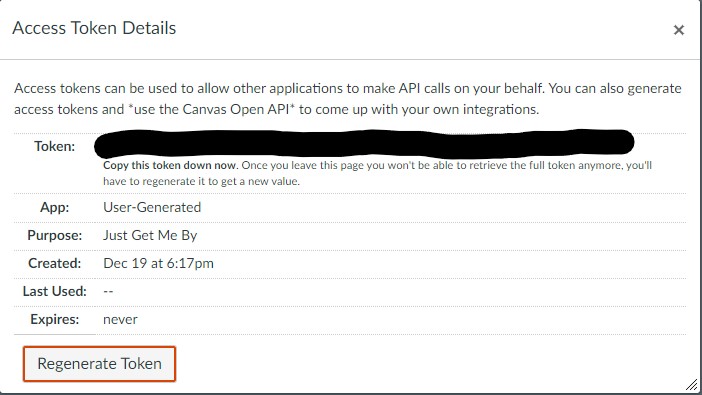 Access Token Details
×
Access tokens can be used to allow other applications to make API calls on your behalf. You can also generate
access tokens and *use the Canvas Open API* to come up with your own integrations.
Token:
Copy this token down now. Once you leave this page you won't be able to retrieve the full token anymore, you'll
have to regenerate it to get a new value.
App: User-Generated
Purpose: Just Get Me By
Created: Dec 19 at 6:17pm
Last Used: --
Expires: never
Regenerate Token